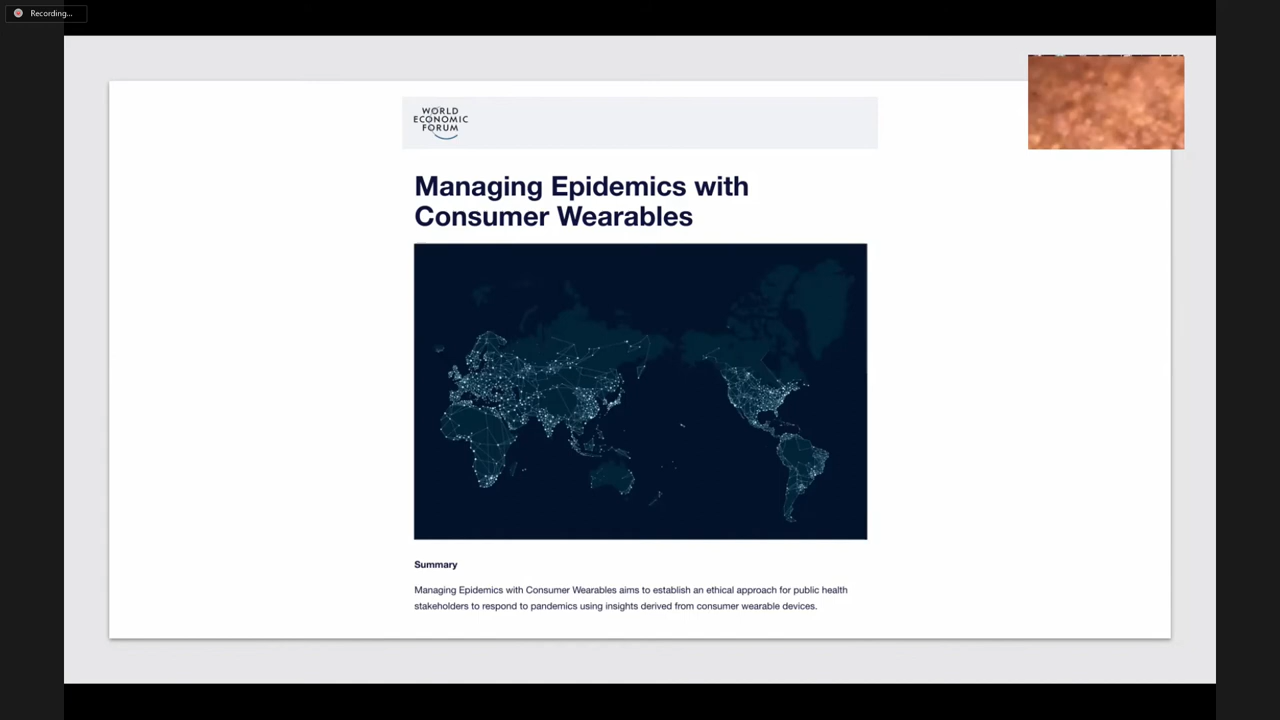 Recording...
WORLD
ECONOMIC
FORUM
Managing Epidemics with
Consumer Wearables
Summary
Managing Epidemics with Consumer Wearables aims to establish an ethical approach for public health
stakeholders to respond to pandemics using insights derived from consumer wearable devices.